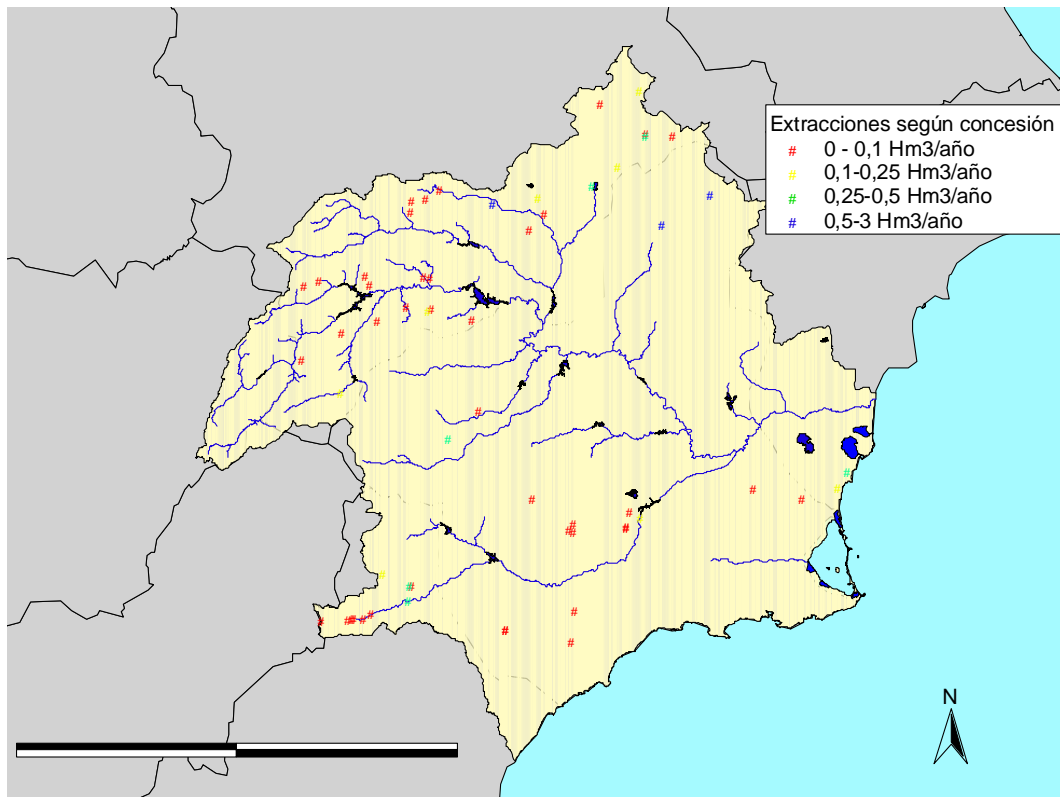 Extracciones según concesión
# 0 - 0,1 Hm3/año
# 0,1-0,25 Hm3/año
# 0,25-0,5 Hm3/año
# 0,5-3 Hm3/año
N